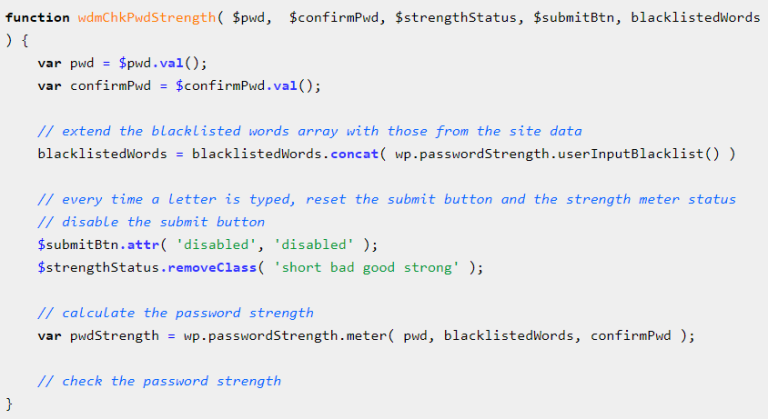 function wdmChkPwdStrength( $pwd,  $confirmPwd, $strengthStatus, $submitBtn, blacklistedWords
) {
    var pwd = $pwd.val();
    var confirmPwd = $confirmPwd.val();

    // extend the blacklisted words array with those from the site data
    blacklistedWords = blacklistedWords.concat( wp.passwordStrength.userInputBlacklist() )

    // every time a letter is typed, reset the submit button and the strength meter status
    // disable the submit button
    $submitBtn.attr( 'disabled', 'disabled' );
    $strengthStatus.removeClass( 'short bad good strong' );

    // calculate the password strength
    var pwdStrength = wp.passwordStrength.meter( pwd, blacklistedWords, confirmPwd );

    // check the password strength
}